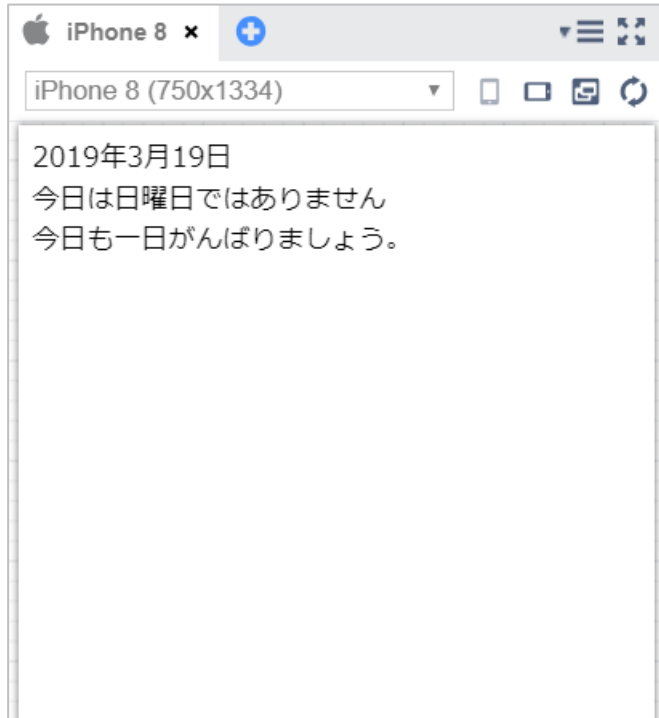 iPhone 8
iPhone 8 (750x1334)
2019年3月19日
今日は日曜日ではありません
今日も一日がんばりましょう。